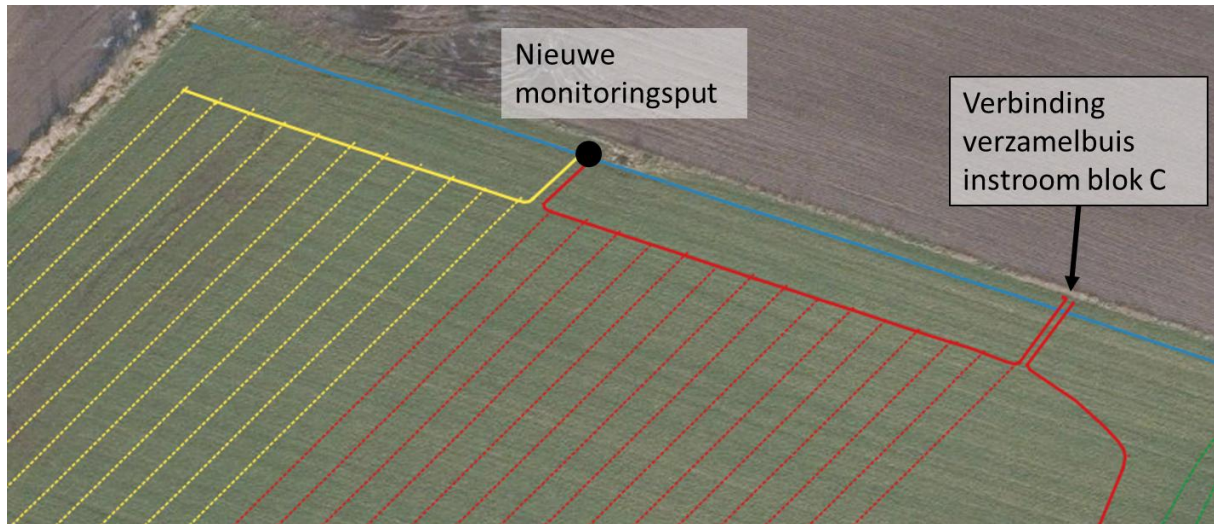 Nieuwe
monitoringsput
Verbinding
verzamelbuis
instroom blok C